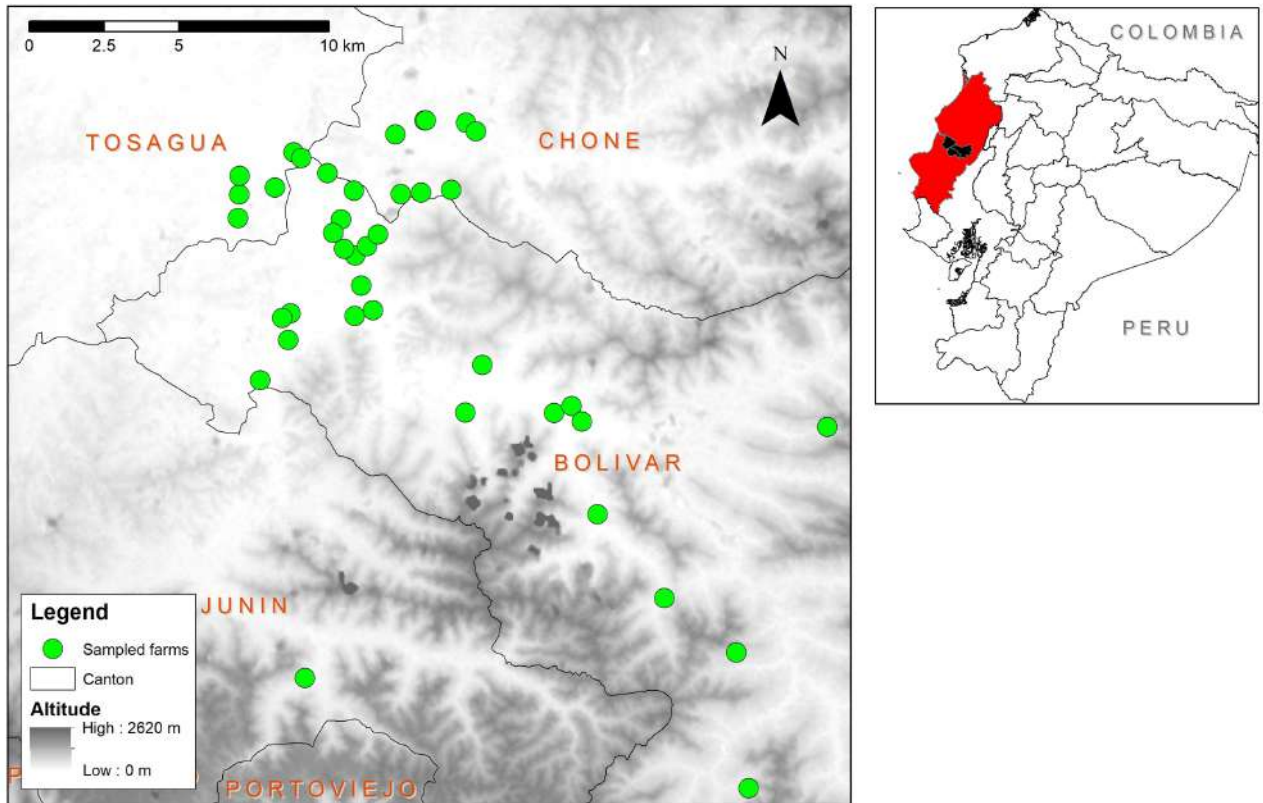 0 2.5 5 10 km
N
COLOMBIA
TOSAGUA
CHONE
PERU
BOLIVAR
JUNIN
Legend
Sampled farms
Canton
Altitude
High : 2620 m
Low : 0 m
PORTOVIEJO